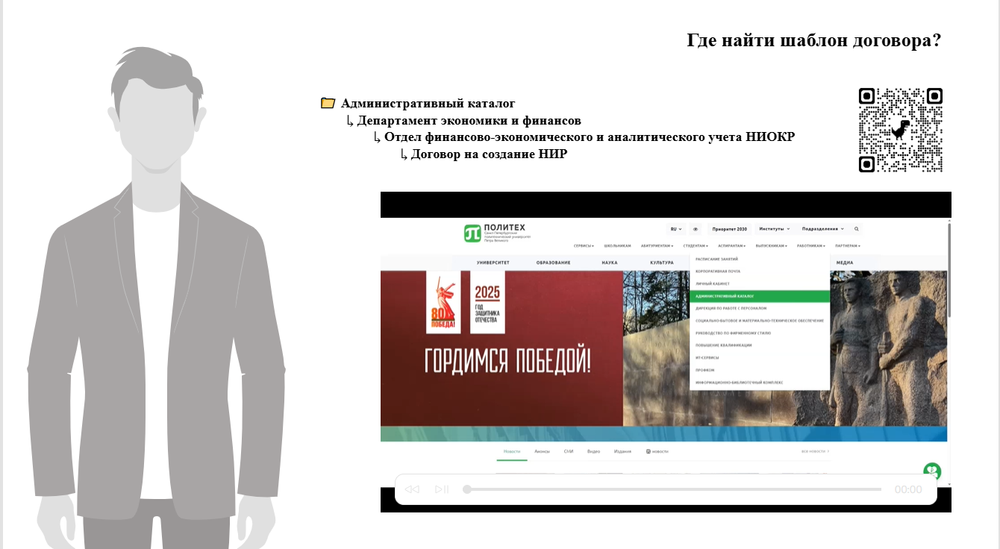 Где найти шаблон договора?
Административный каталог
Департамент экономики и финансов
Отдел финансово-экономического и аналитического учета НИОКР
Договор на создание НИР
ПОЛИТЕХ
Санкт-Петербургский
политехнический университет
Петра Великого
RU
Приоритет 2030
Институты
Подразделения
СЕРВИСЫ
ШКОЛЬНИКАМ
АБИТУРИЕНТАМ
СТУДЕНТАМ
АСПИРАНТАМ
ВЫПУСКНИКАМ
РАБОТНИКАМ
ПАРТНЕРАМ
УНИВЕРСИТЕТ
ОБРАЗОВАНИЕ
НАУКА
КУЛЬТУРА
МЕДИА
РАСПИСАНИЕ ЗАНЯТИЙ
КОРПОРАТИВНАЯ ПОЧТА
ЛИЧНЫЙ КАБИНЕТ
АДМИНИСТРАТИВНЫЙ КАТАЛОГ
ДИРЕКЦИЯ ПО РАБОТЕ С ПЕРСОНАЛОМ
СОЦИАЛЬНО-БЫТОВОЕ И МАТЕРИАЛЬНО-ТЕХНИЧЕСКОЕ ОБЕСПЕЧЕНИЕ
РУКОВОДСТВО ПО ФИРМЕННОМУ СТИЛЮ
ПОВЫШЕНИЕ КВАЛИФИКАЦИИ
ИТ-СЕРВИСЫ
ПРОФКОМ
ИНФОРМАЦИОННО-БИБЛИОТЕЧНЫЙ КОМПЛЕКС
80
ПОБЕДА!
2025
ГОД
ЗАЩИТНИКА
ОТЕЧЕСТВА
ГОРДИМСЯ ПОБЕДОЙ!
Новости
Анонсы
СМИ
Видео
Издания
новости
все новости
00:00